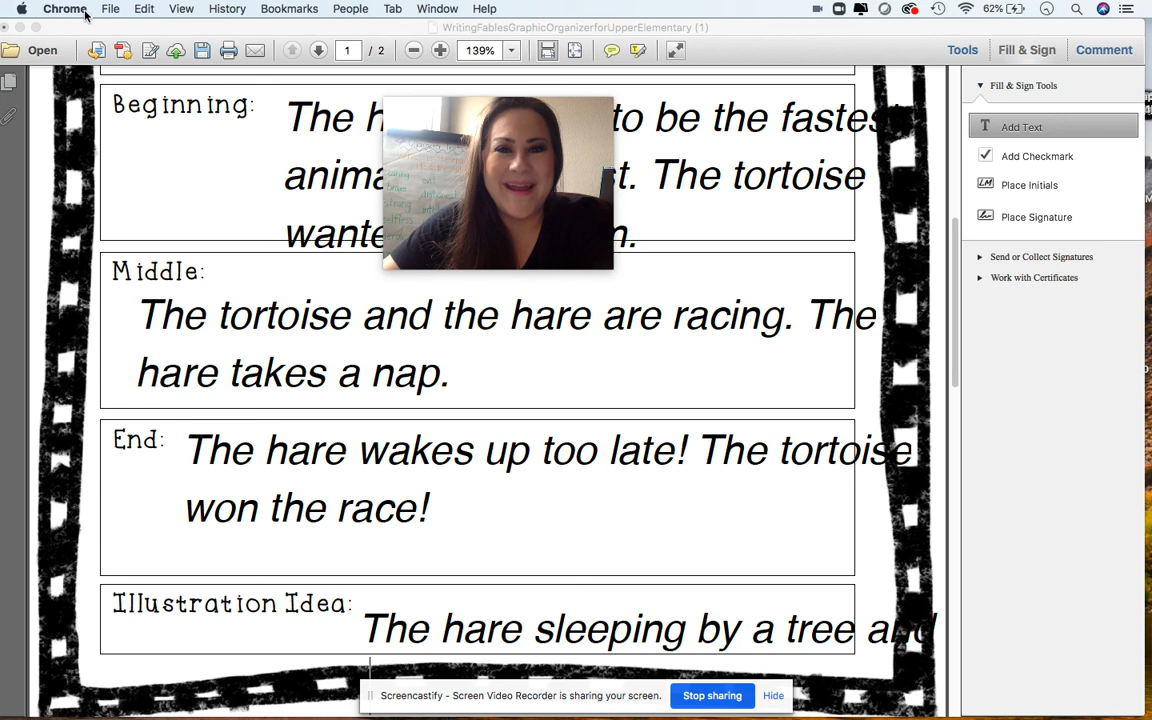 Chrome File Edit View History Bookmarks People Tab Window Help 62%
WritingFablesGraphicOrganizerforUpperElementary (1)
Open 1 / 2 139% Tools Fill & Sign Comment
Fill & Sign Tools
Add Text
Add Checkmark
Place Initials
Place Signature
Send or Collect Signatures
Work with Certificates
Beginning: The to be the fastest
The tortoise
Middle:
The tortoise and the hare are racing. The
hare takes a nap.
End: The hare wakes up too late! The tortoise
won the race!
Illustration Idea:
The hare sleeping by a tree and
Screencastify - Screen Video Recorder is sharing your screen. Stop sharing Hide